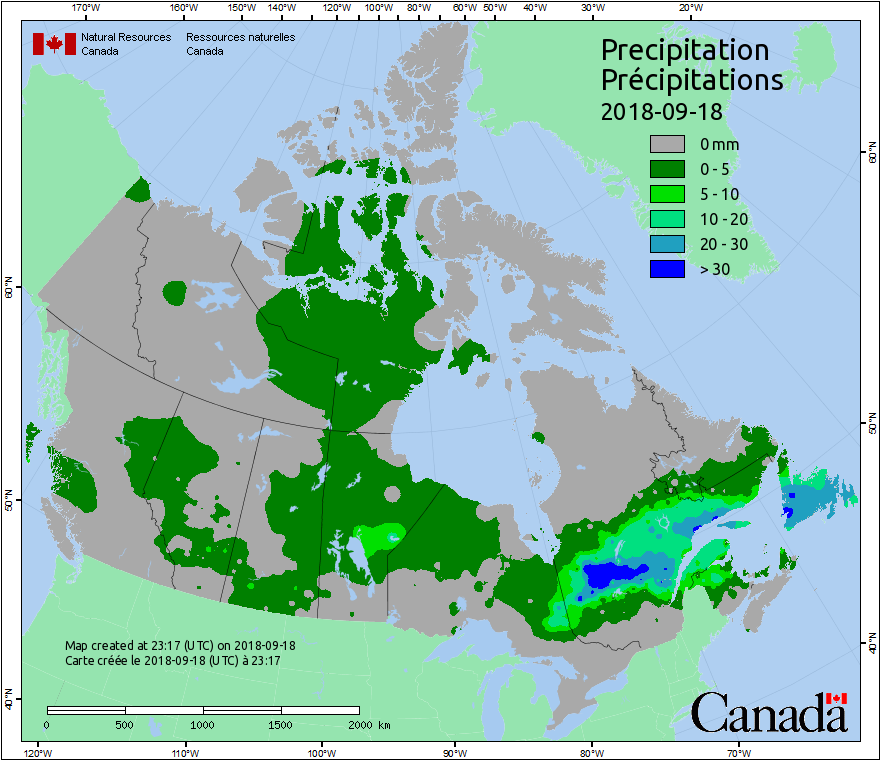 170°W 160°W 150°W 140°W 130°W 120°W 110°W 100°W 90°W 80°W 60°W 50°W 40°W 30°W 20°W
Natural Resources Ressources naturelles
Canada Canada
Precipitation
Précipitations
2018-09-18
0 mm
0 - 5
5 - 10
10 - 20
20 - 30
> 30
60°N
60°N
50°N
50°N
40°N
40°N
Map created at 23:17 (UTC) on 2018-09-18
Carte créée le 2018-09-18 (UTC) à 23:17
0 500 1000 1500 2000 km
Canada
120°W 110°W 100°W 90°W 80°W 70°W